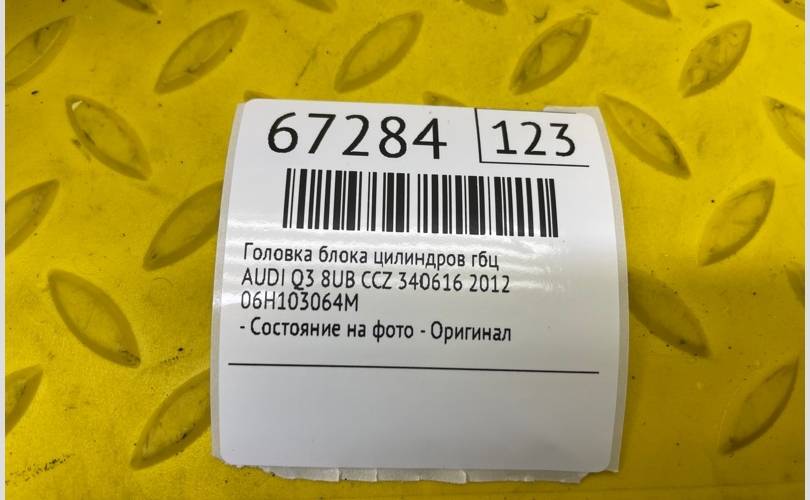 67284 123
Головка блока цилиндров гбц
AUDI Q3 8UB CCZ 340616 2012
06H103064M
- Состояние на фото - Оригинал